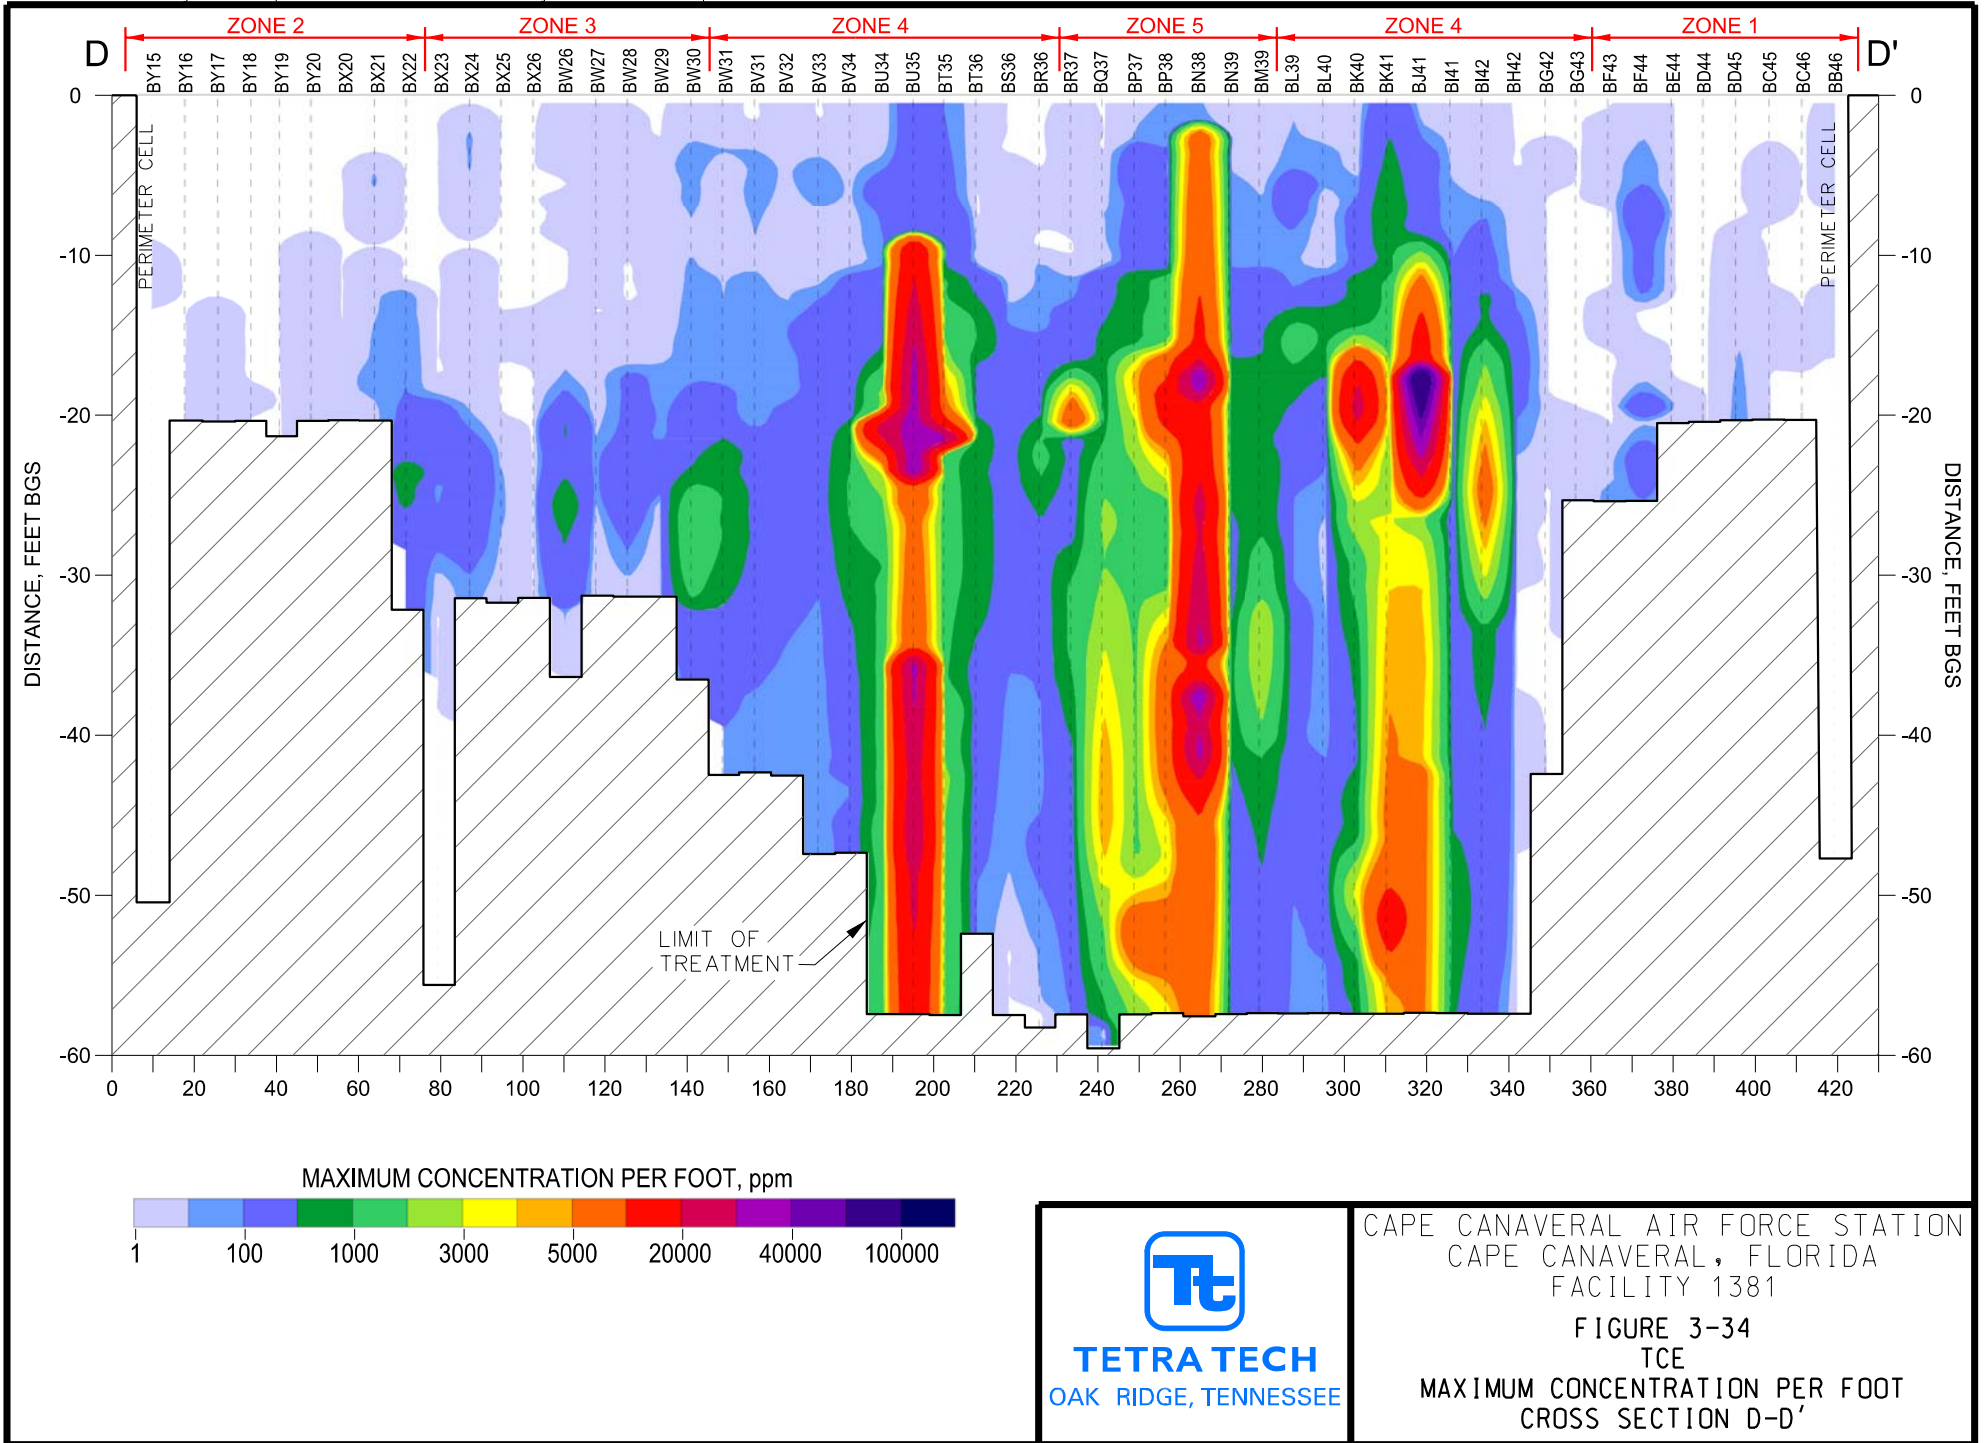 ZONE 2 ZONE 3 ZONE 4 ZONE 5 ZONE 4 ZONE 1
D D'
BY15 BY16 BY17 BY18 BY19 BY20 BX20 BX21 BX22 BX23 BX24 BX25 BX26 BW26 BW27 BW28 BW29 BW30 BW31 BV31 BV32 BV33 BV34 BU34 BU35 BT35 BT36 BS36 BR36 BR37 BQ37 BP37 BP38 BN38 BN39 BM39 BL39 BL40 BK40 BK41 BJ41 BI41 BI42 BH42 BG42 BG43 BF43 BF44 BE44 BD44 BD45 BC45 BC46 BB46
0 0
PERIMETER CELL PERIMETER CELL
-10 -10
-20 -20
DISTANCE, FEET BGS DISTANCE, FEET BGS
-30 -30
-40 -40
-50 -50
LIMIT OF
TREATMENT
-60 -60
0 20 40 60 80 100 120 140 160 180 200 220 240 260 280 300 320 340 360 380 400 420
MAXIMUM CONCENTRATION PER FOOT, ppm
1 100 1000 3000 5000 20000 40000 100000
Tt
TETRA TECH
OAK RIDGE, TENNESSEE
CAPE CANAVERAL AIR FORCE STATION
CAPE CANAVERAL, FLORIDA
FACILITY 1381
FIGURE 3-34
TCE
MAXIMUM CONCENTRATION PER FOOT
CROSS SECTION D-D'